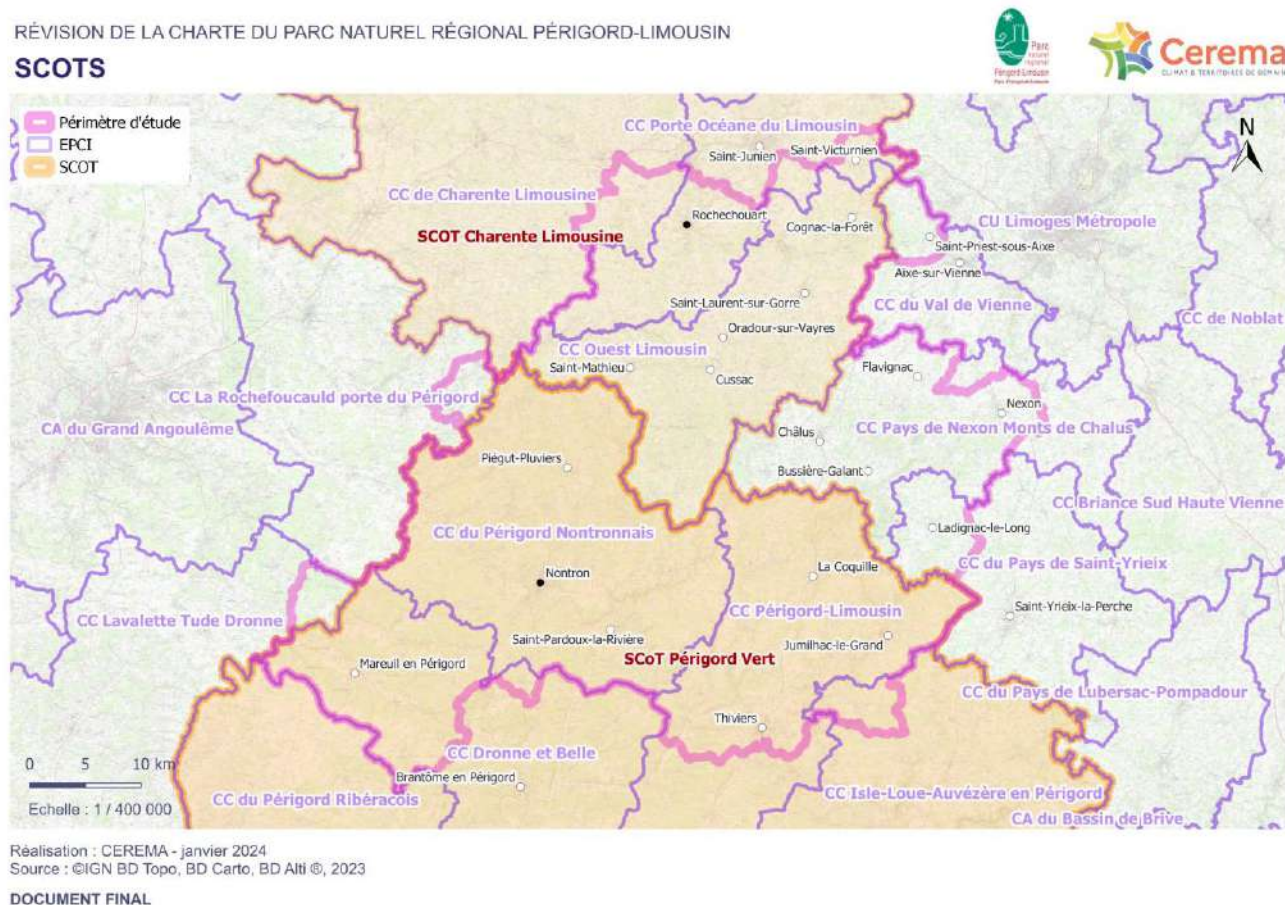 RÉVISION DE LA CHARTE DU PARC NATUREL RÉGIONAL PÉRIGORD-LIMOUSIN
SCOTS
Parc
naturel
régional
Périgord-Limousin
Cerema
CLIMAT & TERRITOIRES DE DEMAIN
Périmètre d'étude
EPCI
SCOT
N
CC Porte Océane du Limousin
Saint-Junien
Saint-Victurnien
CC de Charente Limousine
Rochechouart
Cognac-la-Forêt
CU Limoges Métropole
SCOT Charente Limousine
Saint-Priest-sous-Aixe
Aixe-sur-Vienne
Saint-Laurent-sur-Gorre
CC du Val de Vienne
CC de Noblat
Oradour-sur-Vayres
CC Ouest Limousin
Saint-Mathieu
Cussac
Flavignac
CC La Rochefoucauld porte du Périgord
Nexon
CA du Grand Angoulême
CC Pays de Nexon Monts de Chalus
Châlus
Piégut-Pluviers
Bussière-Galant
CC Briance Sud Haute Vienne
CC du Périgord Nontronnais
Ladignac-le-Long
CC du Pays de Saint-Yrieix
La Coquille
Nontron
CC Lavalette Tude Dronne
CC Périgord-Limousin
Saint-Yrieix-la-Perche
Saint-Pardoux-la-Rivière
Jumilhac-le-Grand
SCoT Périgord Vert
Mareuil en Périgord
CC du Pays de Lubersac-Pompadour
Thiviers
CC Dronne et Belle
Brantôme en Périgord
CC du Périgord Ribéracois
CC Isle-Loue-Auvézère en Périgord
CA du Bassin de Brive
0 5 10 km
Echelle : 1 / 400 000
Réalisation : CEREMA - janvier 2024
Source : ©IGN BD Topo, BD Carto, BD Alti ®, 2023
DOCUMENT FINAL